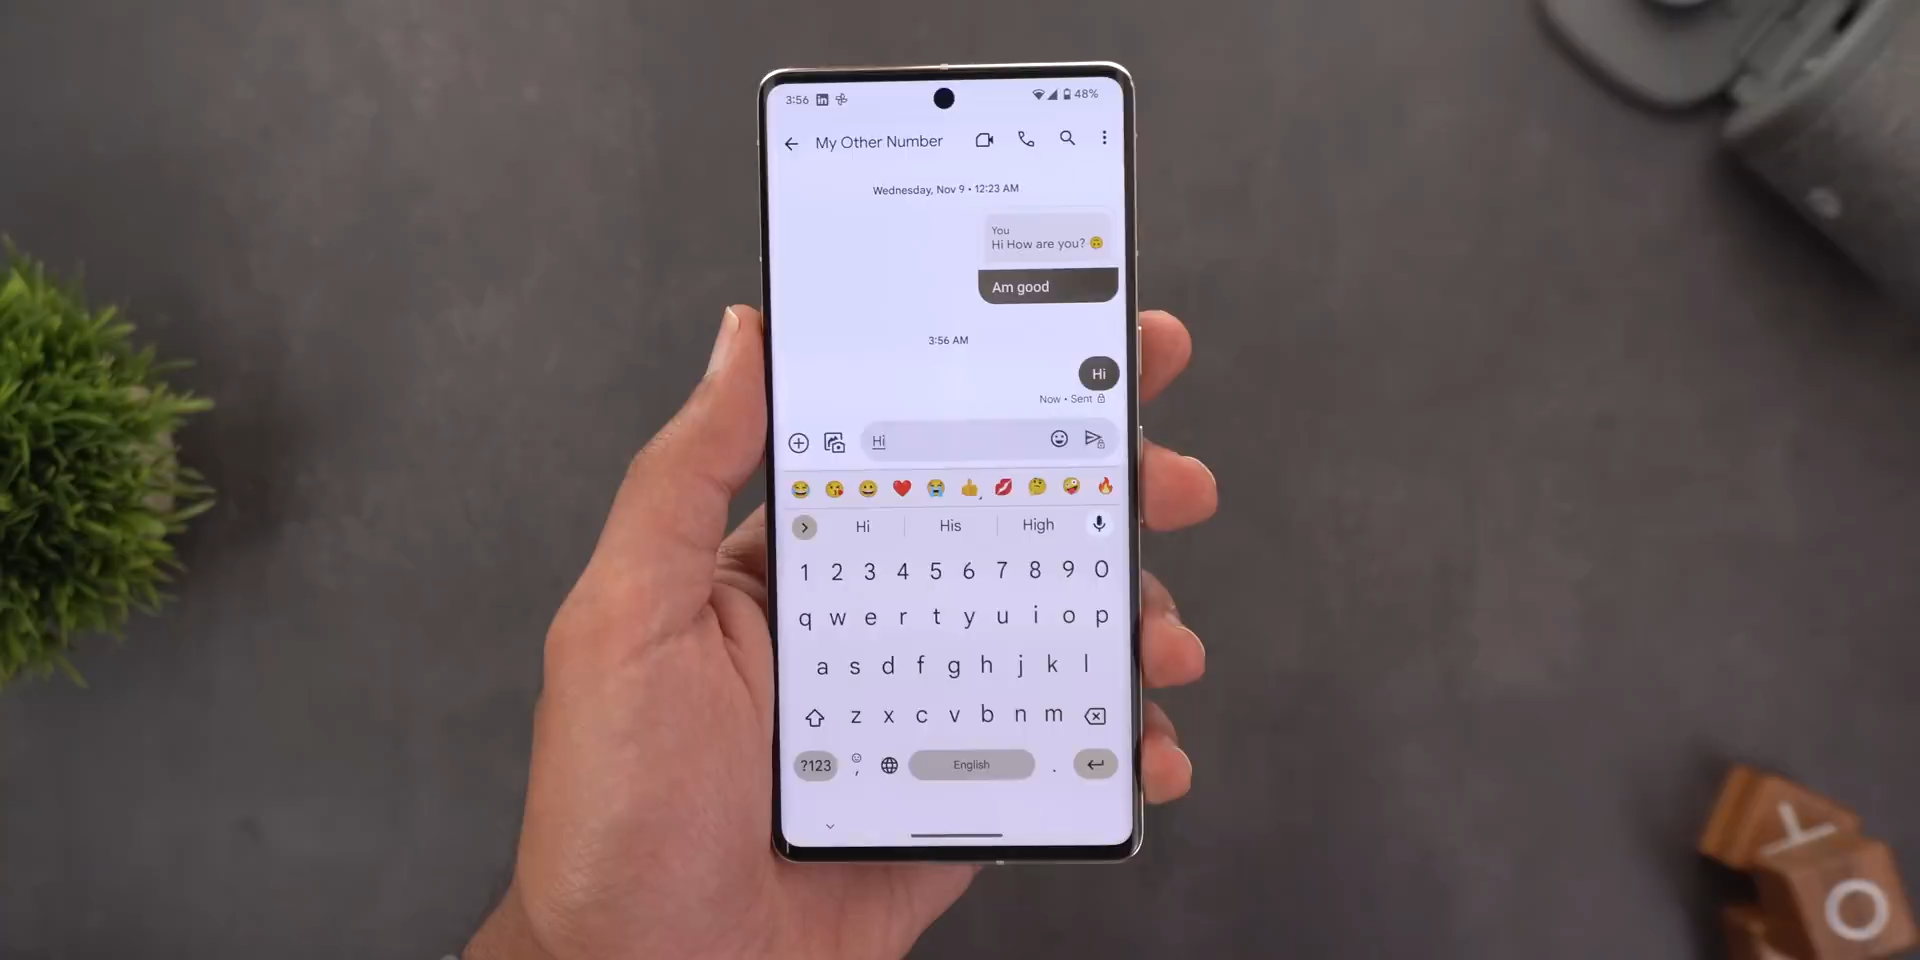 3:56 in 48%
My Other Number
Wednesday, Nov 9 • 12:23 AM
You
Hi How are you? 🙃
Am good
3:56 AM
Hi
Now • Sent
Hi
😂 😘 😀 ❤️ 😭 👍 💋 🤔 🤪 🔥
Hi His High
1 2 3 4 5 6 7 8 9 0
q w e r t y u i o p
a s d f g h j k l
z x c v b n m
?123 , English .
Y
O